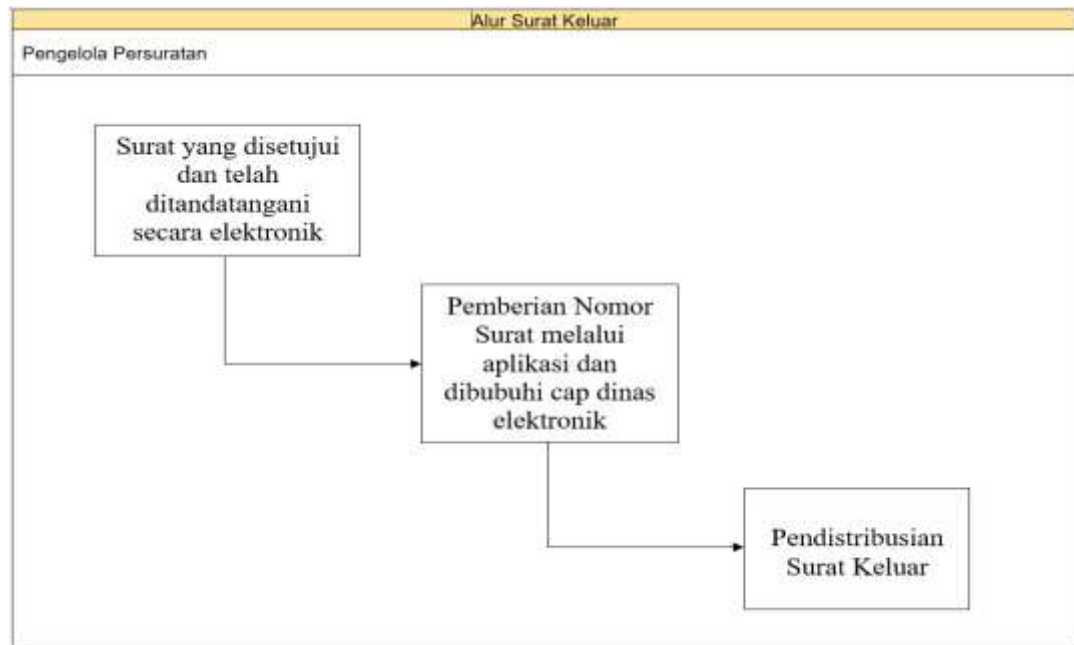 Alur Surat Keluar
Pengelola Persuratan
Surat yang disetujui
dan telah
ditandatangani
secara elektronik
Pemberian Nomor
Surat melalui
aplikasi dan
dibubuhi cap dinas
elektronik
Pendistribusian
Surat Keluar